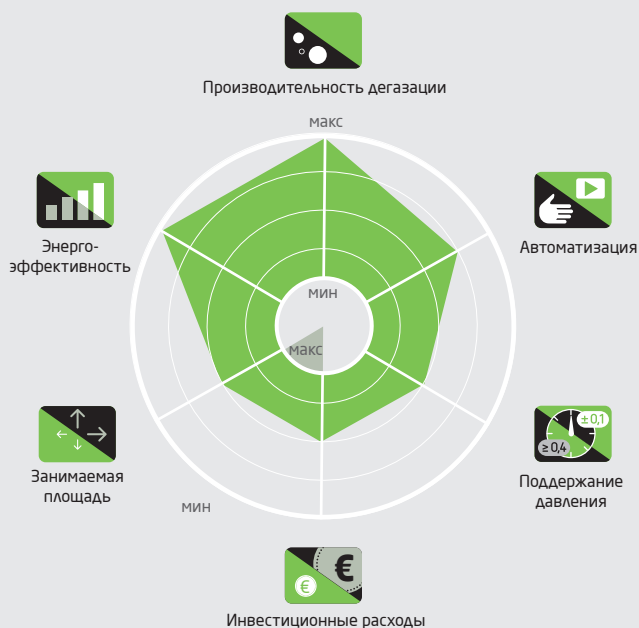 Производительность дегазации
макс
Энерго-
эффективность
Автоматизация
мин
макс
± 0,1
≥ 0,4
Занимаемая
площадь
Поддержание
давления
мин
€
€
Инвестиционные расходы